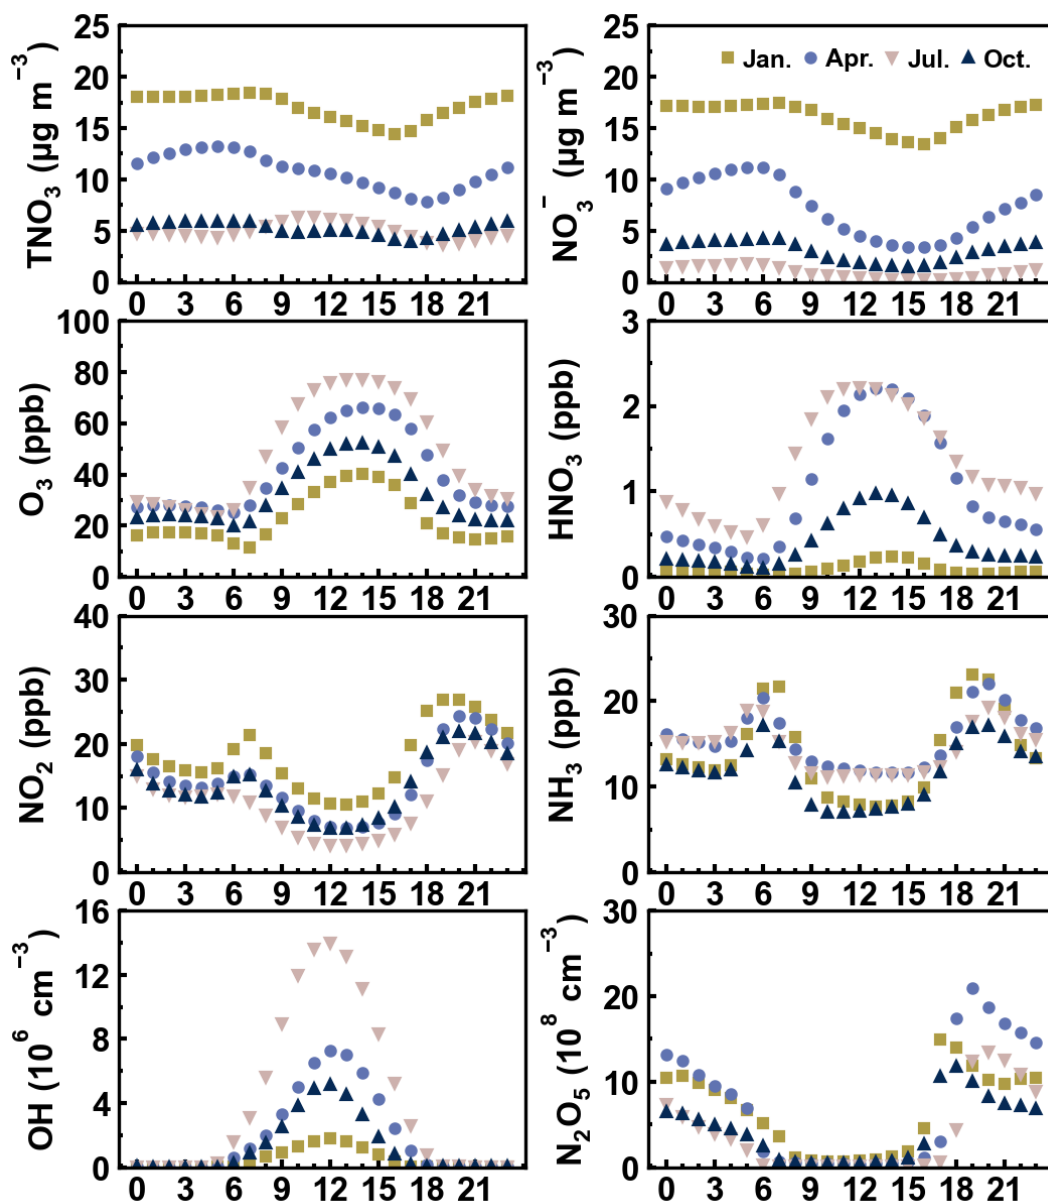 TNO₃ (μg m⁻³)
25
20
15
10
5
0
0 3 6 9 12 15 18 21
NO₃⁻ (μg m⁻³)
25
20
15
10
5
0
Jan. Apr. Jul. Oct.
0 3 6 9 12 15 18 21
O₃ (ppb)
100
80
60
40
20
0
0 3 6 9 12 15 18 21
HNO₃ (ppb)
3
2
1
0
0 3 6 9 12 15 18 21
NO₂ (ppb)
40
30
20
10
0
0 3 6 9 12 15 18 21
NH₃ (ppb)
30
20
10
0
0 3 6 9 12 15 18 21
OH (10⁶ cm⁻³)
16
12
8
4
0
0 3 6 9 12 15 18 21
N₂O₅ (10⁸ cm⁻³)
30
20
10
0
0 3 6 9 12 15 18 21